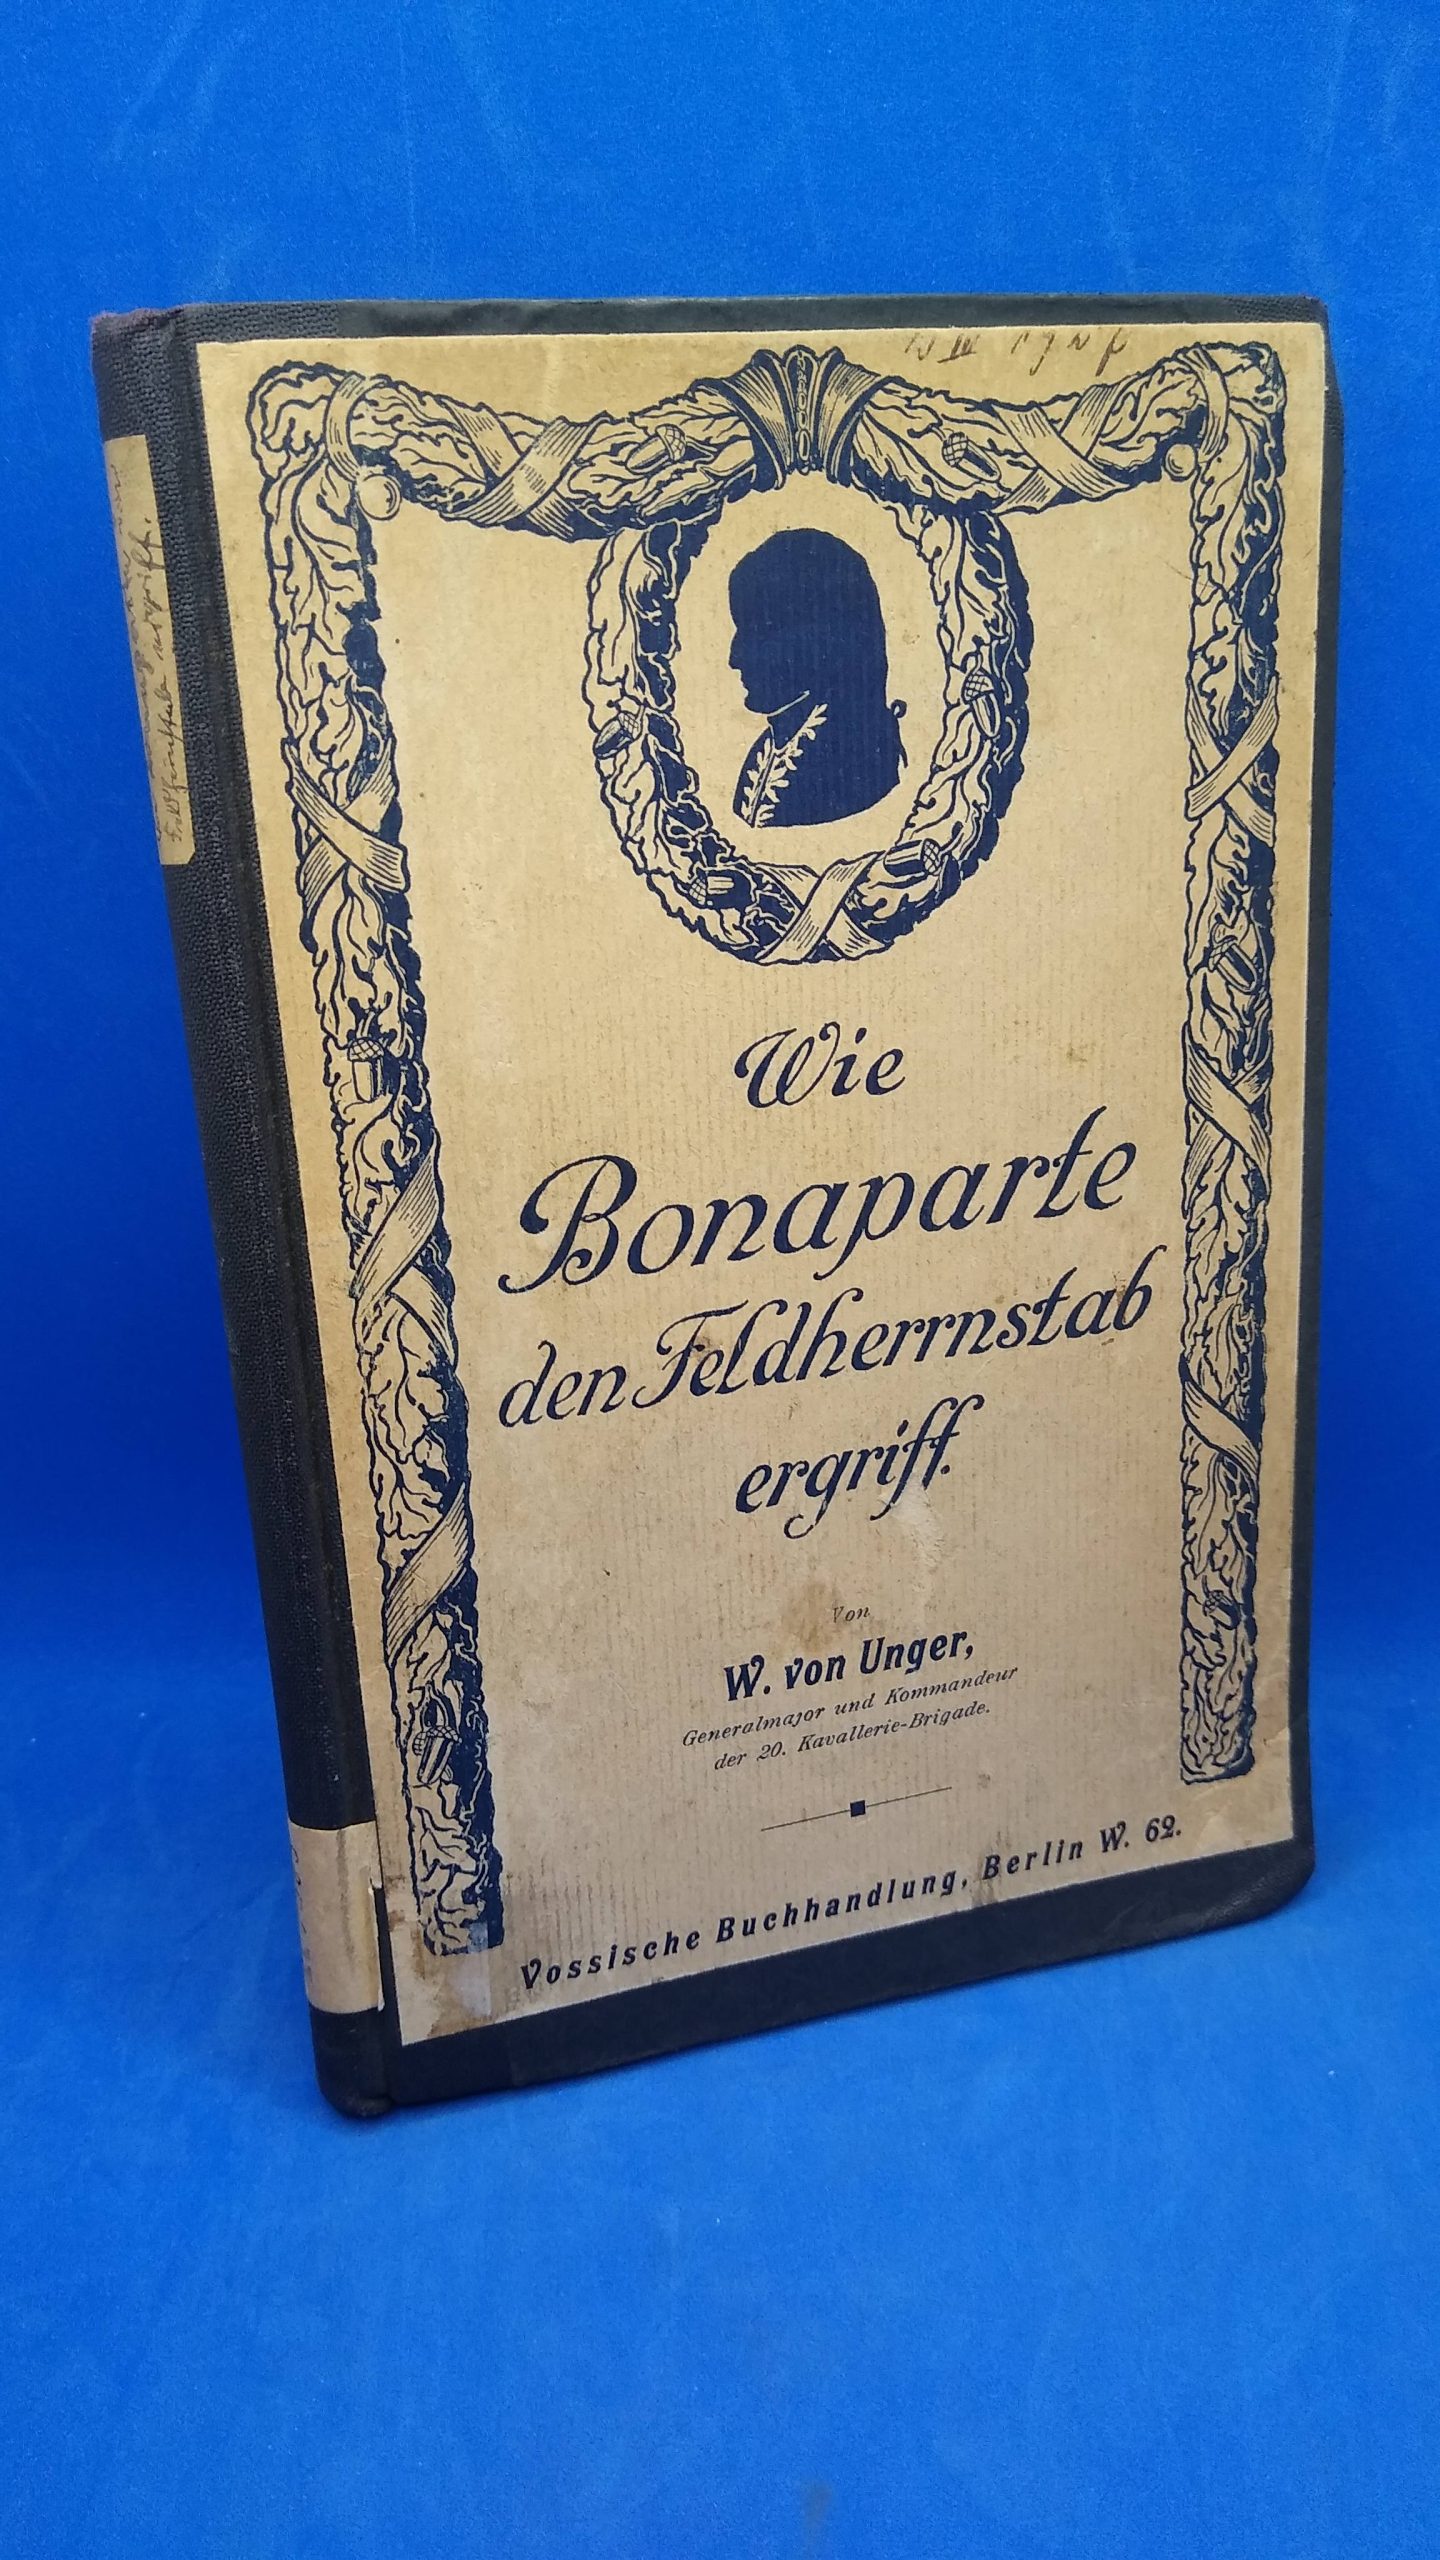 Wie
Bonaparte
den Feldherrnstab
ergriff.
Von
W. von Unger,
Generalmajor und Kommandeur
der 20. Kavallerie-Brigade.
Vossische Buchhandlung, Berlin W. 62.